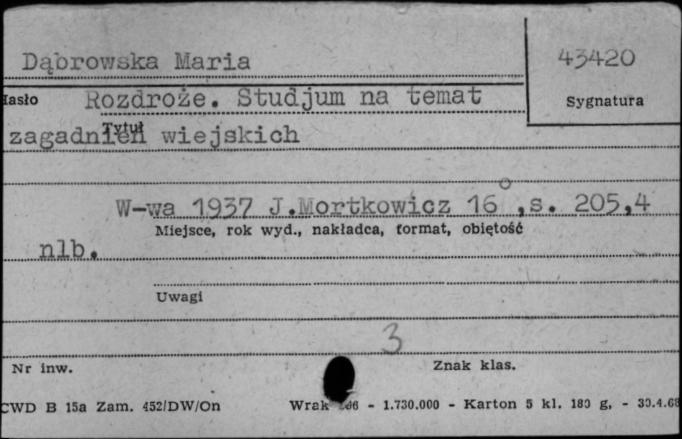 Dąbrowska Maria
43420
Hasło Rozdroże. Studjum na temat
Sygnatura
Tytuł
zagadnień wiejskich
W-wa 1937 J.Mortkowicz 16°,s. 205,4
Miejsce, rok wyd., nakładca, format, objętość
nlb.
Uwagi
3
Nr inw.
Znak klas.
CWD B 15a Zam. 452/DW/On Wrak - 1.730.000 - Karton 5 kl. 180 g. - 30.4.68